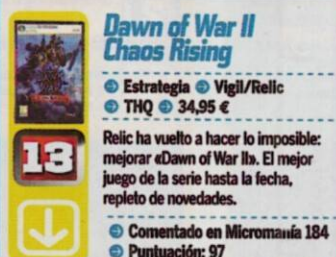 Dawn of War II
Chaos Rising
Estrategia Vigil/Relic
THQ 34,95 €
13
Relic ha vuelto a hacer lo imposible:
mejorar «Dawn of War II». El mejor
juego de la serie hasta la fecha,
repleto de novedades.
Comentado en Micromanía 184
Puntuación: 97